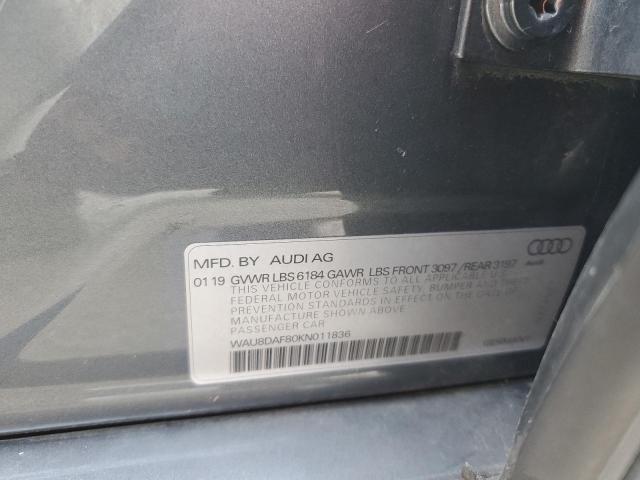 MFD. BY AUDI AG
01 19 GVWR LBS 6184 GAWR LBS FRONT 3097 / REAR 3197
THIS VEHICLE CONFORMS TO ALL APPLICABLE U.S.
FEDERAL MOTOR VEHICLE SAFETY, BUMPER AND THEFT
PREVENTION STANDARDS IN EFFECT ON THE DATE OF
MANUFACTURE SHOWN ABOVE
PASSENGER CAR
WAU8DAF80KN011836
Audi